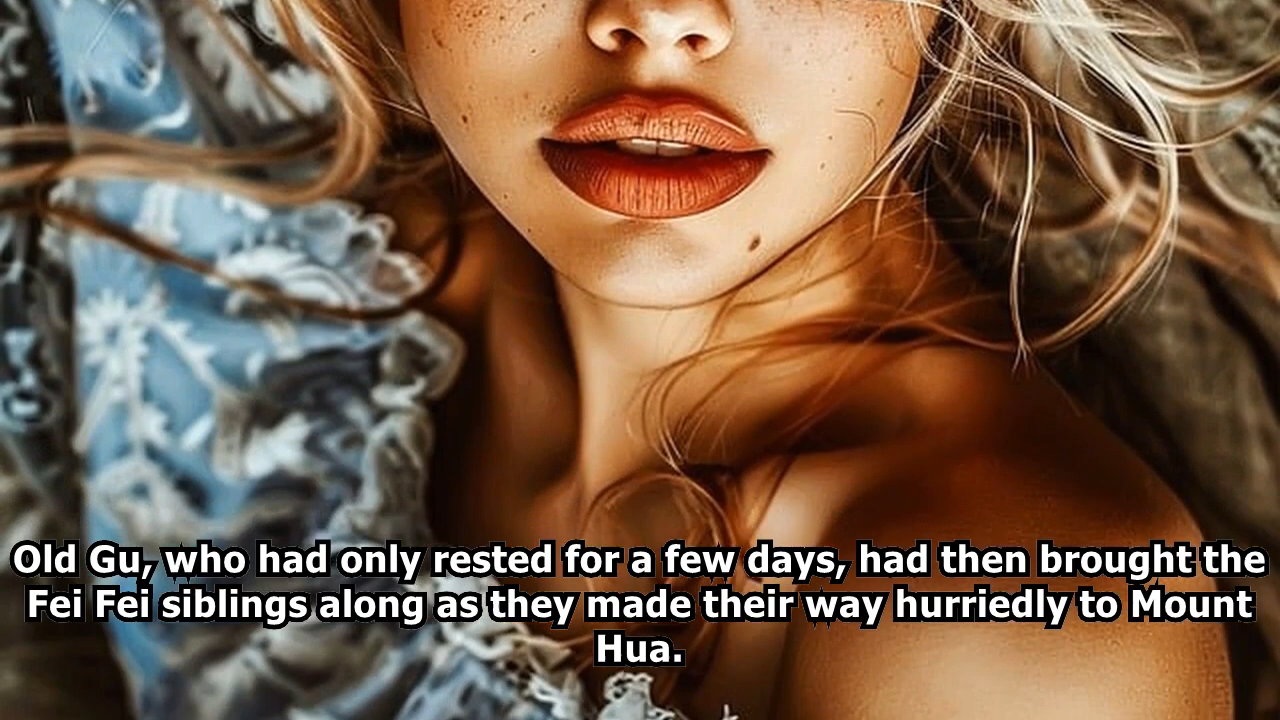 Old Gu, who had only rested for a few days, had then brought the
Fei Fei siblings along as they made their way hurriedly to Mount
Hua.